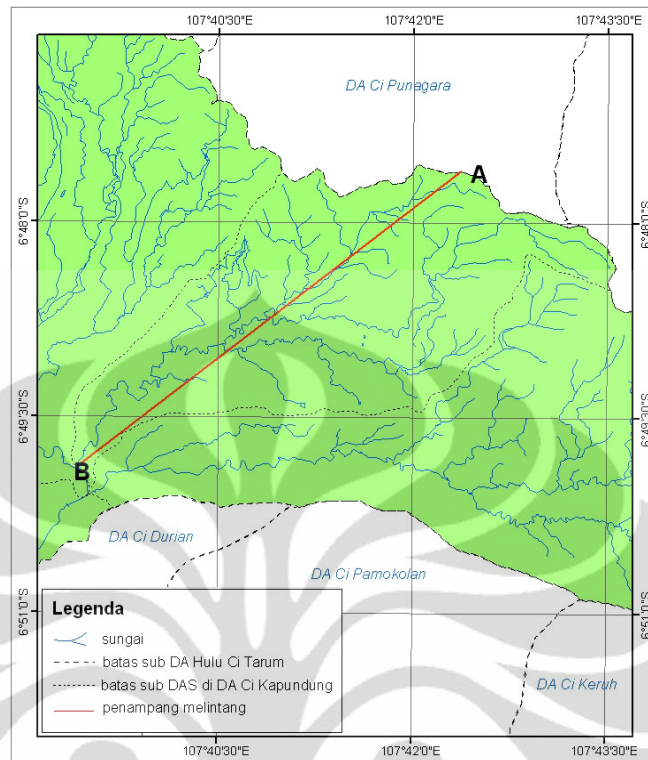 107°40'30"E 107°42'0"E 107°43'30"E
DA Ci Punagara
A
6°48'0"S 6°48'0"S
6°49'30"S 6°49'30"S
B
DA Ci Durian
DA Ci Pamokolan
6°51'0"S 6°51'0"S
Legenda
sungai
batas sub DA Hulu Ci Tarum
batas sub DAS di DA Ci Kapundung
penampang melintang
DA Ci Keruh
107°40'30"E 107°42'0"E 107°43'30"E